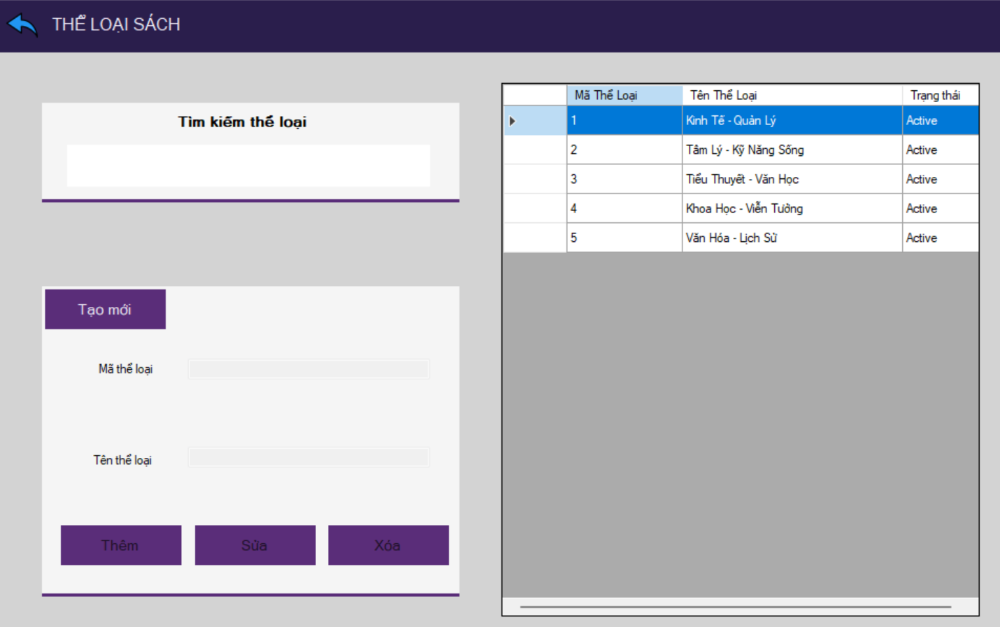 THỂ LOẠI SÁCH
Tìm kiếm thể loại
Tạo mới
Mã thể loại
Tên thể loại
Thêm Sửa Xóa
Mã Thể Loại Tên Thể Loại Trạng thái
1 Kinh Tế - Quản Lý Active
2 Tâm Lý - Kỹ Năng Sống Active
3 Tiểu Thuyết - Văn Học Active
4 Khoa Học - Viễn Tưởng Active
5 Văn Hóa - Lịch Sử Active